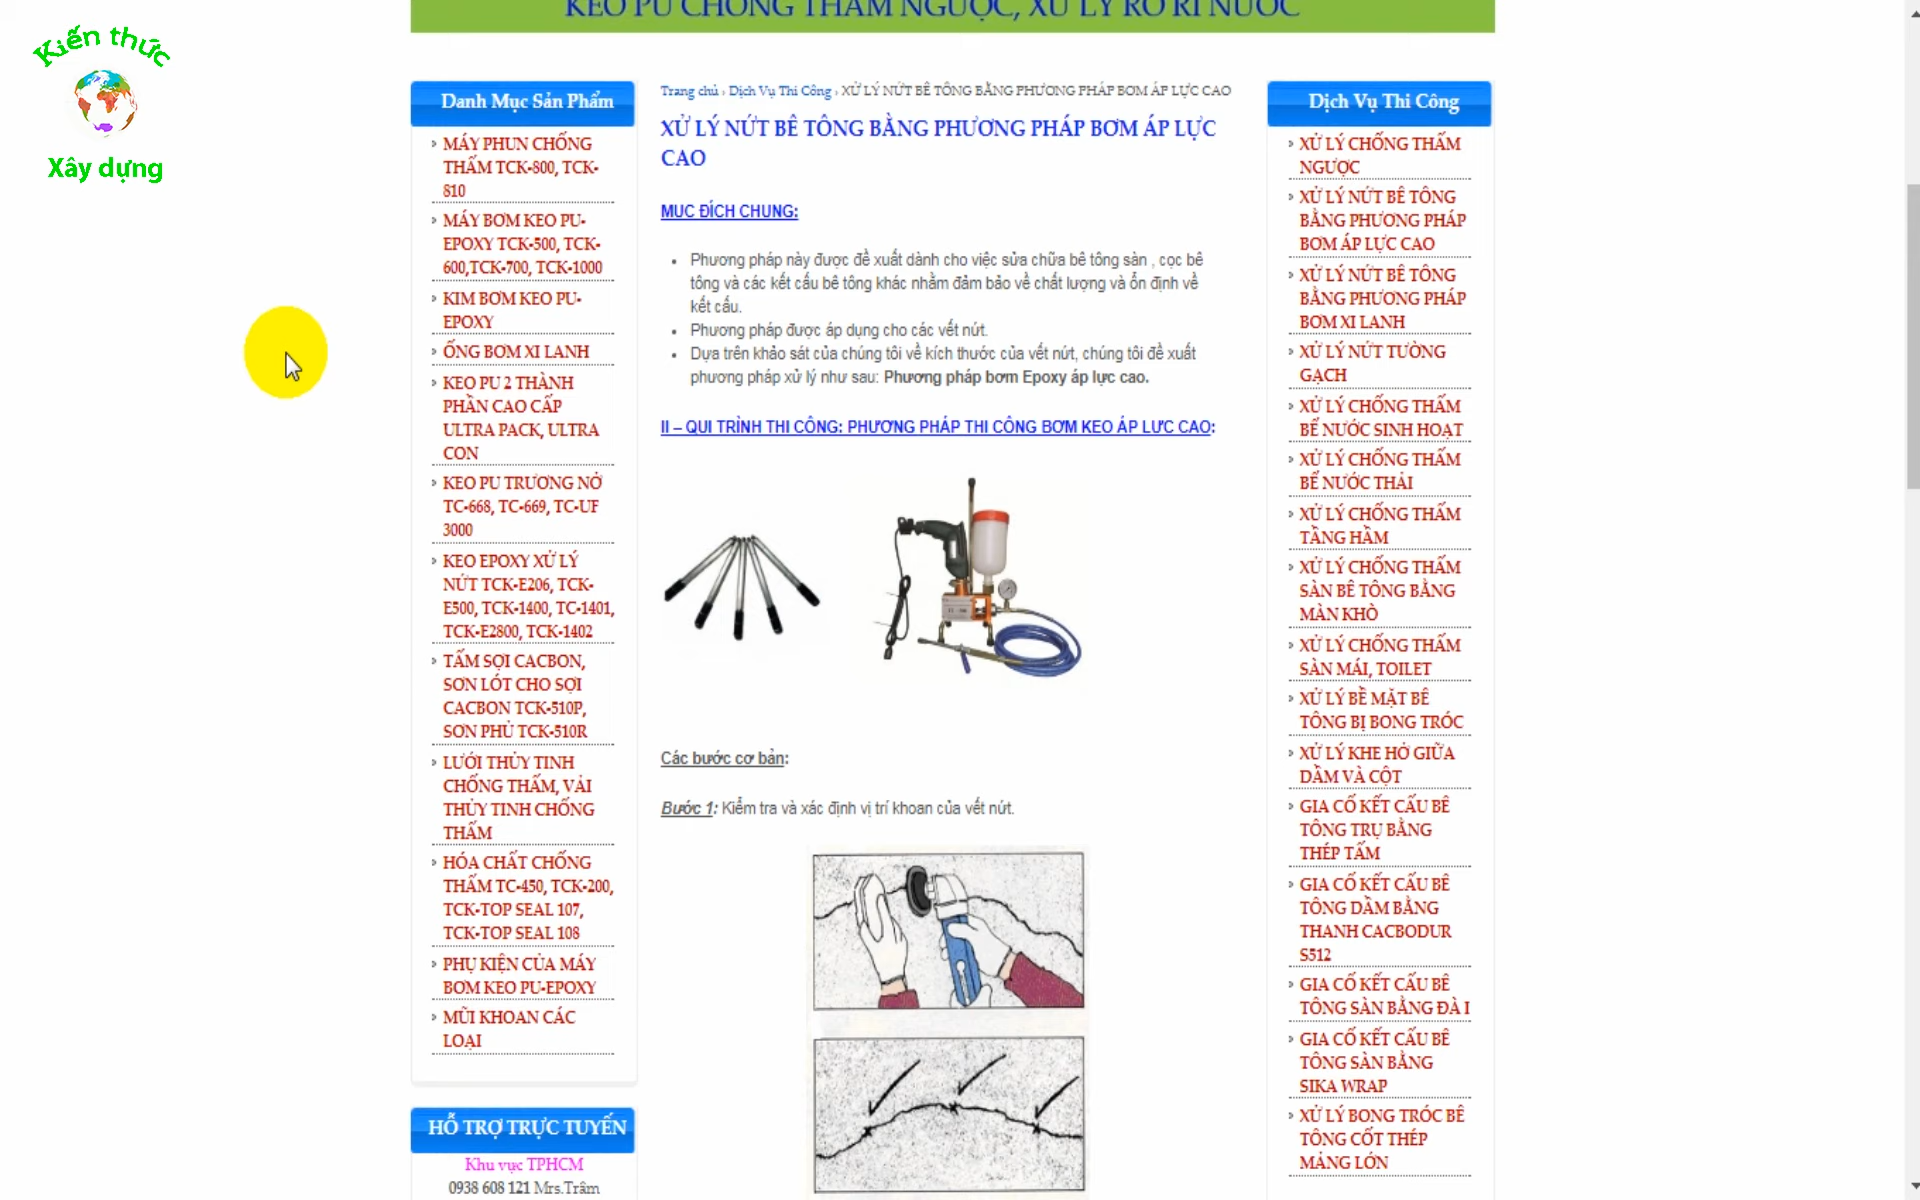 KEO PU CHỐNG THẤM NGƯỢC, XỬ LÝ RÒ RỈ NƯỚC
Kiến thức
Xây dựng
Danh Mục Sản Phẩm
MÁY PHUN CHỐNG
THẤM TCK-800, TCK-
810
MÁY BƠM KEO PU-
EPOXY TCK-500, TCK-
600,TCK-700, TCK-1000
KIM BƠM KEO PU-
EPOXY
ỐNG BƠM XI LANH
KEO PU 2 THÀNH
PHẦN CAO CẤP
ULTRA PACK, ULTRA
CON
KEO PU TRƯƠNG NỞ
TC-668, TC-669, TC-UF
3000
KEO EPOXY XỬ LÝ
NỨT TCK-E206, TCK-
E500, TCK-1400, TC-1401,
TCK-E2800, TCK-1402
TẤM SỢI CACBON,
SƠN LÓT CHO SỢI
CACBON TCK-510P,
SƠN PHỦ TCK-510R
LƯỚI THỦY TINH
CHỐNG THẤM, VẢI
THỦY TINH CHỐNG
THẤM
HÓA CHẤT CHỐNG
THẤM TC-450, TCK-200,
TCK-TOP SEAL 107,
TCK-TOP SEAL 108
PHỤ KIỆN CỦA MÁY
BƠM KEO PU-EPOXY
MŨI KHOAN CÁC
LOẠI
HỖ TRỢ TRỰC TUYẾN
Khu vực TPHCM
0938 608 121 Mrs.Trâm
Trang chủ › Dịch Vụ Thi Công › XỬ LÝ NỨT BÊ TÔNG BẰNG PHƯƠNG PHÁP BƠM ÁP LỰC CAO
XỬ LÝ NỨT BÊ TÔNG BẰNG PHƯƠNG PHÁP BƠM ÁP LỰC
CAO
MỤC ĐÍCH CHUNG:
Phương pháp này được đề xuất dành cho việc sửa chữa bê tông sàn , cọc bê
tông và các kết cấu bê tông khác nhằm đảm bảo về chất lượng và ổn định về
kết cấu.
Phương pháp được áp dụng cho các vết nứt.
Dựa trên khảo sát của chúng tôi về kích thước của vết nứt, chúng tôi đề xuất
phương pháp xử lý như sau: Phương pháp bơm Epoxy áp lực cao.
II – QUI TRÌNH THI CÔNG: PHƯƠNG PHÁP THI CÔNG BƠM KEO ÁP LỰC CAO:
Các bước cơ bản:
Bước 1: Kiểm tra và xác định vị trí khoan của vết nứt.
Dịch Vụ Thi Công
XỬ LÝ CHỐNG THẤM
NGƯỢC
XỬ LÝ NỨT BÊ TÔNG
BẰNG PHƯƠNG PHÁP
BƠM ÁP LỰC CAO
XỬ LÝ NỨT BÊ TÔNG
BẰNG PHƯƠNG PHÁP
BƠM XI LANH
XỬ LÝ NỨT TƯỜNG
GẠCH
XỬ LÝ CHỐNG THẤM
BỂ NƯỚC SINH HOẠT
XỬ LÝ CHỐNG THẤM
BỂ NƯỚC THẢI
XỬ LÝ CHỐNG THẤM
TẦNG HẦM
XỬ LÝ CHỐNG THẤM
SÀN BÊ TÔNG BẰNG
MÀN KHÒ
XỬ LÝ CHỐNG THẤM
SÀN MÁI, TOILET
XỬ LÝ BỀ MẶT BÊ
TÔNG BỊ BONG TRÓC
XỬ LÝ KHE HỞ GIỮA
DẦM VÀ CỘT
GIA CỐ KẾT CẤU BÊ
TÔNG TRỤ BẰNG
THÉP TẤM
GIA CỐ KẾT CẤU BÊ
TÔNG DẦM BẰNG
THANH CACBODUR
S512
GIA CỐ KẾT CẤU BÊ
TÔNG SÀN BẰNG ĐÀ I
GIA CỐ KẾT CẤU BÊ
TÔNG SÀN BẰNG
SIKA WRAP
XỬ LÝ BONG TRÓC BÊ
TÔNG CỐT THÉP
MẢNG LỚN